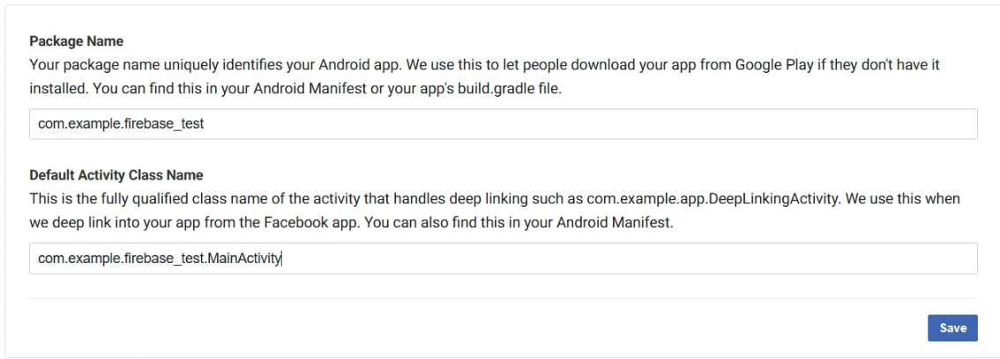 Package Name
Your package name uniquely identifies your Android app. We use this to let people download your app from Google Play if they don't have it
installed. You can find this in your Android Manifest or your app's build.gradle file.
com.example.firebase_test
Default Activity Class Name
This is the fully qualified class name of the activity that handles deep linking such as com.example.app.DeepLinkingActivity. We use this when
we deep link into your app from the Facebook app. You can also find this in your Android Manifest.
com.example.firebase_test.MainActivity
Save